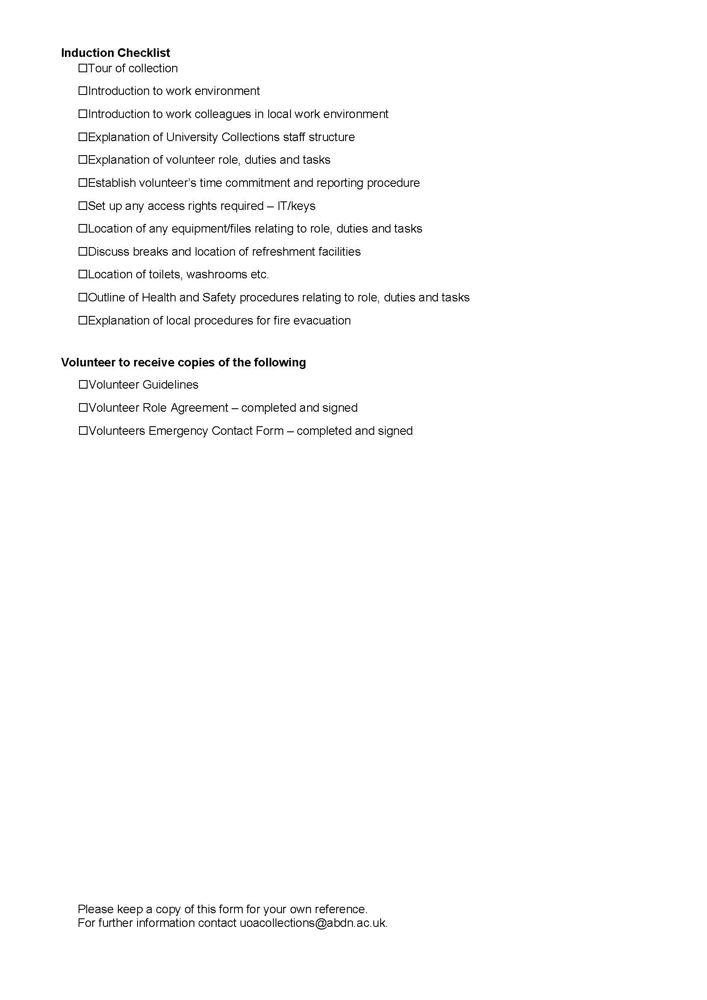 Induction Checklist
☐Tour of collection
☐Introduction to work environment
☐Introduction to work colleagues in local work environment
☐Explanation of University Collections staff structure
☐Explanation of volunteer role, duties and tasks
☐Establish volunteer’s time commitment and reporting procedure
☐Set up any access rights required – IT/keys
☐Location of any equipment/files relating to role, duties and tasks
☐Discuss breaks and location of refreshment facilities
☐Location of toilets, washrooms etc.
☐Outline of Health and Safety procedures relating to role, duties and tasks
☐Explanation of local procedures for fire evacuation
Volunteer to receive copies of the following
☐Volunteer Guidelines
☐Volunteer Role Agreement – completed and signed
☐Volunteers Emergency Contact Form – completed and signed
Please keep a copy of this form for your own reference.
For further information contact uoacollections@abdn.ac.uk.